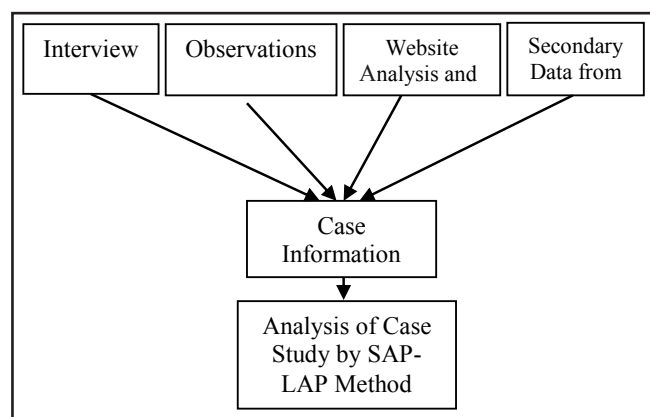 Interview
Observations
Website
Analysis and
Secondary
Data from
Case
Information
Analysis of Case
Study by SAP-
LAP Method